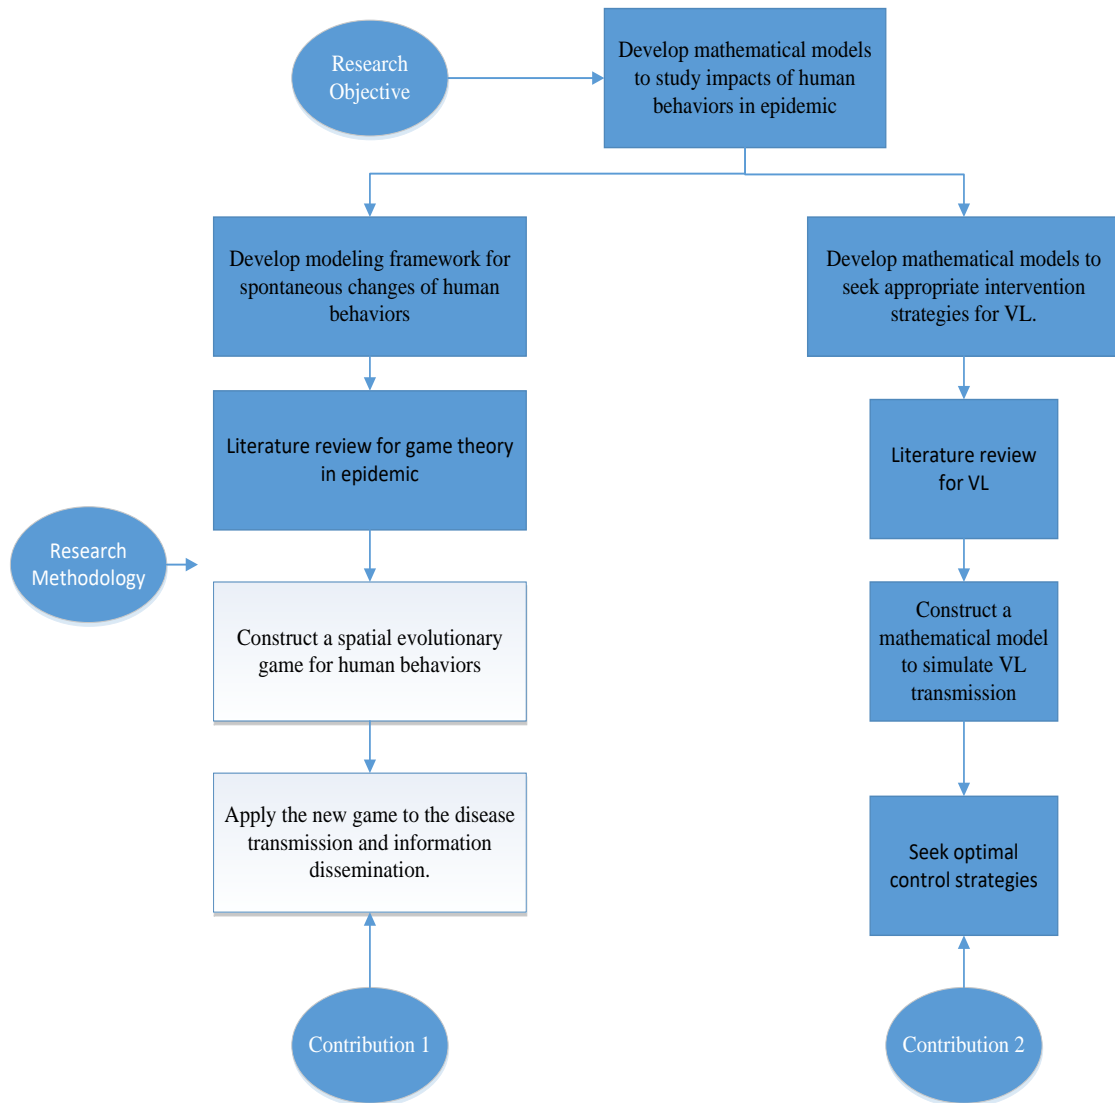 Research
Objective
Develop mathematical models
to study impacts of human
behaviors in epidemic
Develop modeling framework for
spontaneous changes of human
behaviors
Develop mathematical models to
seek appropriate intervention
strategies for VL.
Literature review for game theory
in epidemic
Literature review
for VL
Research
Methodology
Construct a spatial evolutionary
game for human behaviors
Construct a
mathematical model
to simulate VL
transmission
Apply the new game to the disease
transmission and information
dissemination.
Seek optimal
control strategies
Contribution 1
Contribution 2